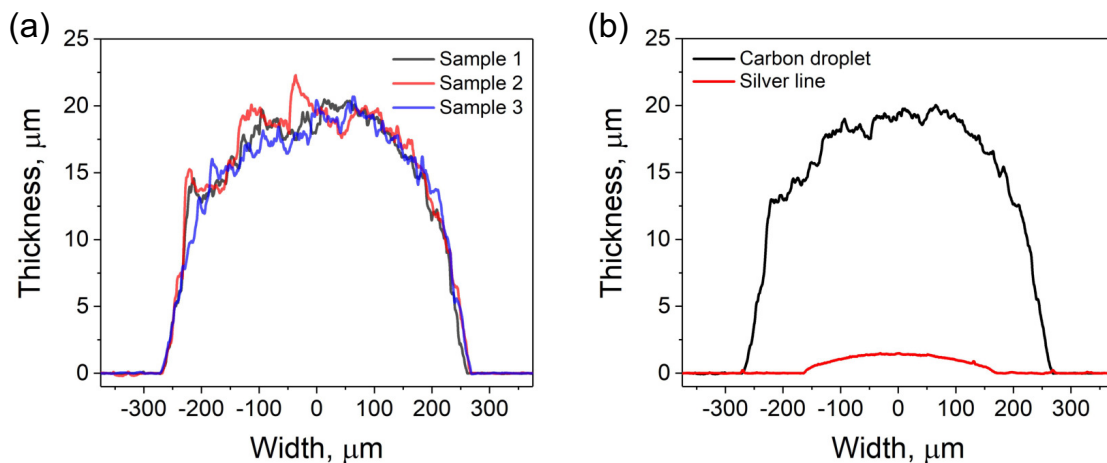 (a)
25
20
15
10
5
0
Thickness, μm
Sample 1
Sample 2
Sample 3
-300 -200 -100 0 100 200 300
Width, μm
(b)
25
20
15
10
5
0
Thickness, μm
Carbon droplet
Silver line
-300 -200 -100 0 100 200 300
Width, μm